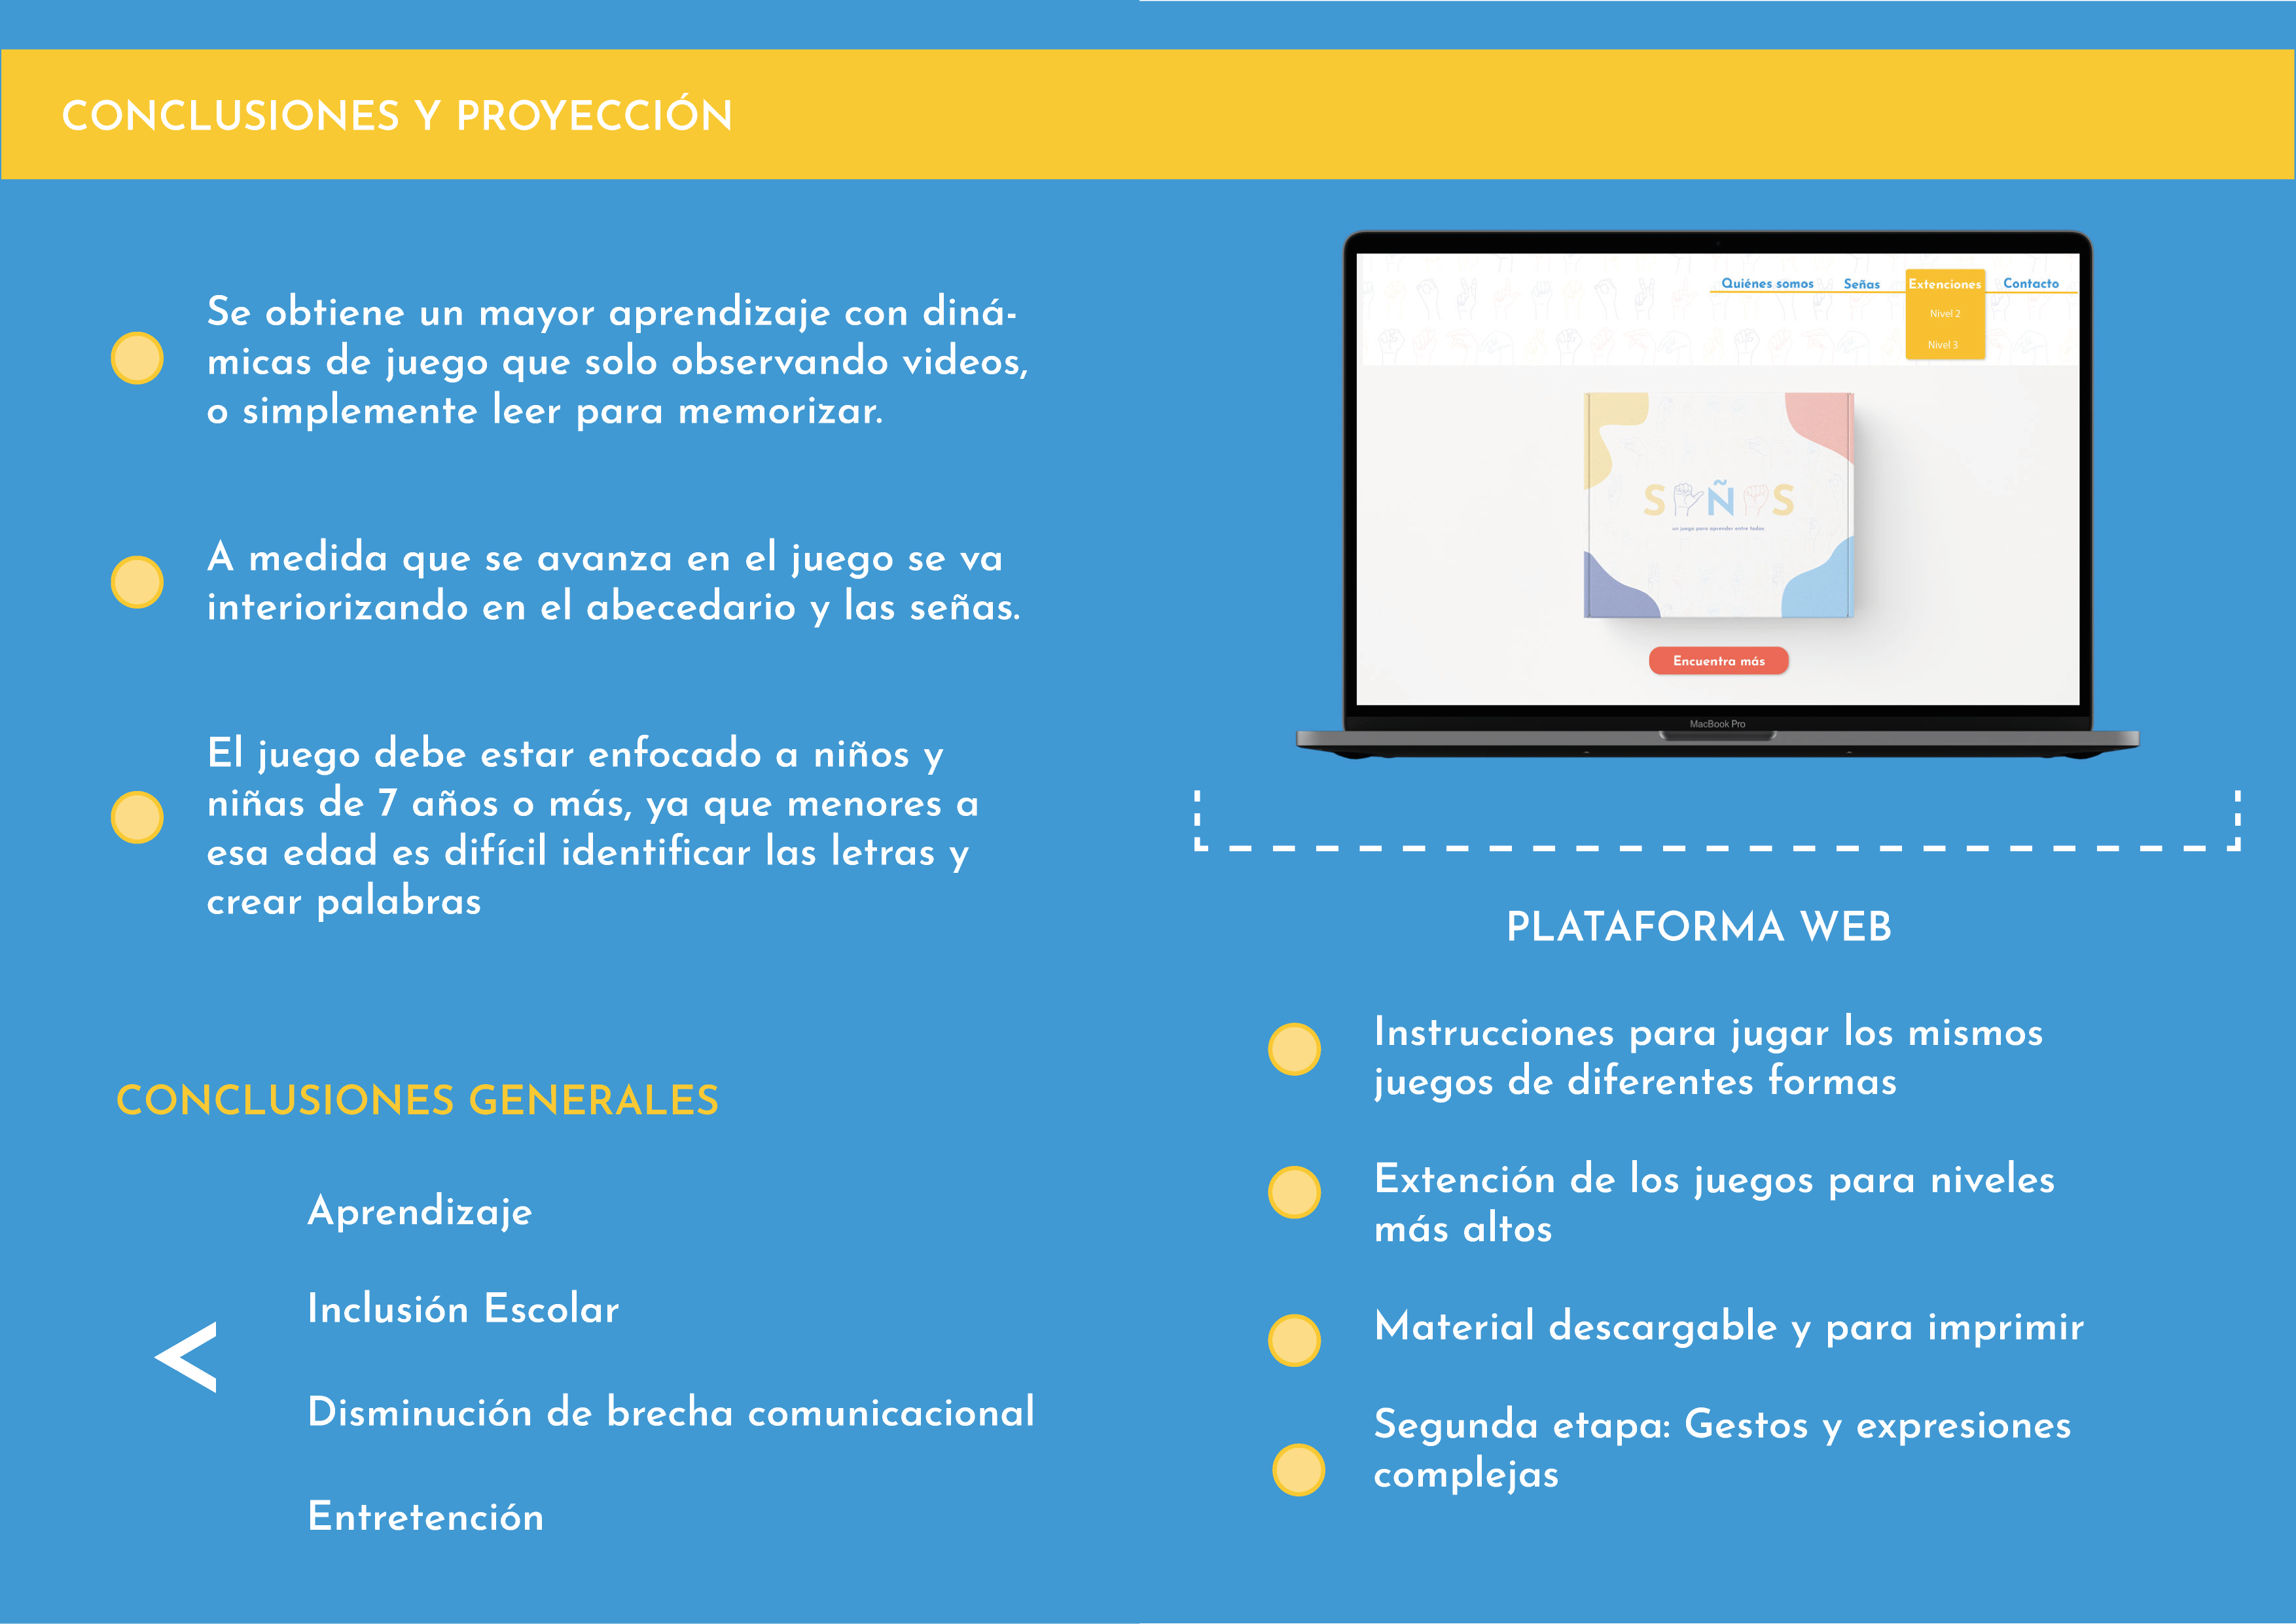 CONCLUSIONES Y PROYECCIÓN
Se obtiene un mayor aprendizaje con diná-
micas de juego que solo observando videos,
o simplemente leer para memorizar.
A medida que se avanza en el juego se va
interiorizando en el abecedario y las señas.
El juego debe estar enfocado a niños y
niñas de 7 años o más, ya que menores a
esa edad es difícil identificar las letras y
crear palabras
CONCLUSIONES GENERALES
<
Aprendizaje
Inclusión Escolar
Disminución de brecha comunicacional
Entretención
Quiénes somos Señas Extenciones Contacto
Nivel 2
Nivel 3
S Ñ S
un juego para aprender entre todos
Encuentra más
MacBook Pro
PLATAFORMA WEB
Instrucciones para jugar los mismos
juegos de diferentes formas
Extención de los juegos para niveles
más altos
Material descargable y para imprimir
Segunda etapa: Gestos y expresiones
complejas